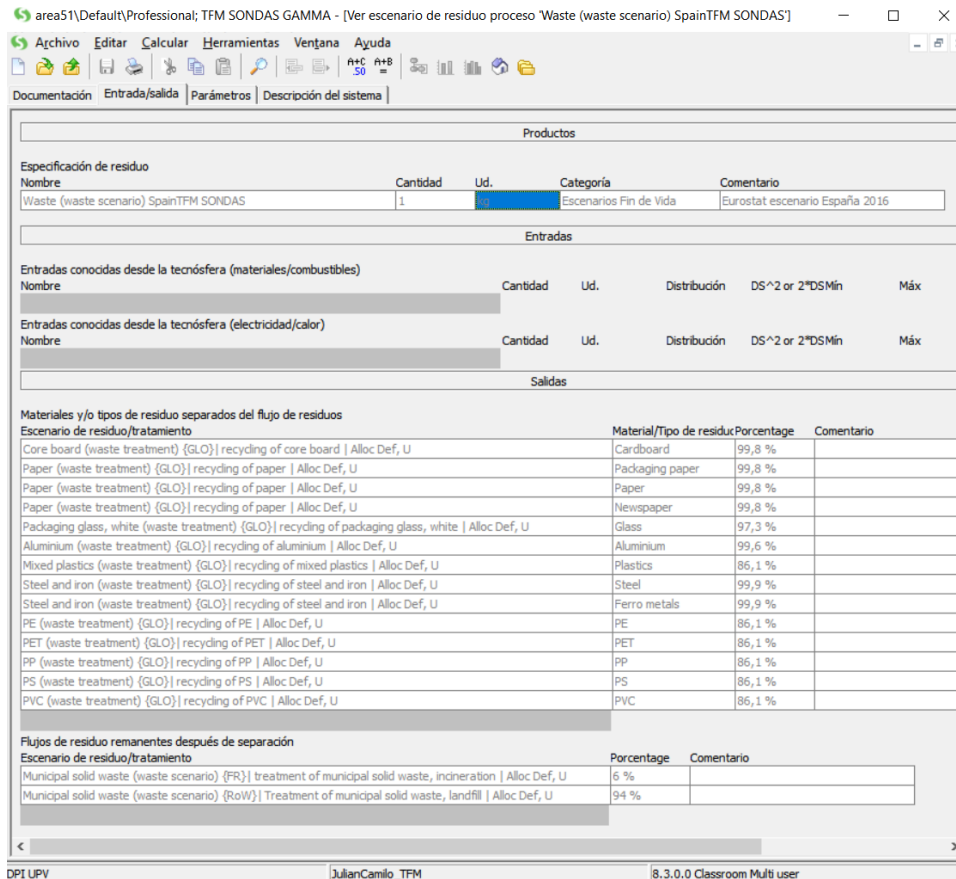 area51\Default\Professional; TFM SONDAS GAMMA - [Ver escenario de residuo proceso 'Waste (waste scenario) SpainTFM SONDAS']
Archivo Editar Calcular Herramientas Ventana Ayuda
A+C .50 A+B =
Documentación Entrada/salida Parámetros Descripción del sistema
Productos
Especificación de residuo
Nombre Cantidad Ud. Categoría Comentario
Waste (waste scenario) SpainTFM SONDAS 1 kg Escenarios Fin de Vida Eurostat escenario España 2016
Entradas
Entradas conocidas desde la tecnósfera (materiales/combustibles)
Nombre Cantidad Ud. Distribución DS^2 or 2*DSMín Máx
Entradas conocidas desde la tecnósfera (electricidad/calor)
Nombre Cantidad Ud. Distribución DS^2 or 2*DSMín Máx
Salidas
Materiales y/o tipos de residuo separados del flujo de residuos
Escenario de residuo/tratamiento Material/Tipo de residuc Porcentage Comentario
Core board (waste treatment) {GLO}| recycling of core board | Alloc Def, U Cardboard 99,8 %
Paper (waste treatment) {GLO}| recycling of paper | Alloc Def, U Packaging paper 99,8 %
Paper (waste treatment) {GLO}| recycling of paper | Alloc Def, U Paper 99,8 %
Paper (waste treatment) {GLO}| recycling of paper | Alloc Def, U Newspaper 99,8 %
Packaging glass, white (waste treatment) {GLO}| recycling of packaging glass, white | Alloc Def, U Glass 97,3 %
Aluminium (waste treatment) {GLO}| recycling of aluminium | Alloc Def, U Aluminium 99,6 %
Mixed plastics (waste treatment) {GLO}| recycling of mixed plastics | Alloc Def, U Plastics 86,1 %
Steel and iron (waste treatment) {GLO}| recycling of steel and iron | Alloc Def, U Steel 99,9 %
Steel and iron (waste treatment) {GLO}| recycling of steel and iron | Alloc Def, U Ferro metals 99,9 %
PE (waste treatment) {GLO}| recycling of PE | Alloc Def, U PE 86,1 %
PET (waste treatment) {GLO}| recycling of PET | Alloc Def, U PET 86,1 %
PP (waste treatment) {GLO}| recycling of PP | Alloc Def, U PP 86,1 %
PS (waste treatment) {GLO}| recycling of PS | Alloc Def, U PS 86,1 %
PVC (waste treatment) {GLO}| recycling of PVC | Alloc Def, U PVC 86,1 %
Flujos de residuo remanentes después de separación
Escenario de residuo/tratamiento Porcentage Comentario
Municipal solid waste (waste scenario) {FR}| treatment of municipal solid waste, incineration | Alloc Def, U 6 %
Municipal solid waste (waste scenario) {RoW}| Treatment of municipal solid waste, landfill | Alloc Def, U 94 %
DPI UPV JulianCamilo_TFM 8.3.0.0 Classroom Multi user